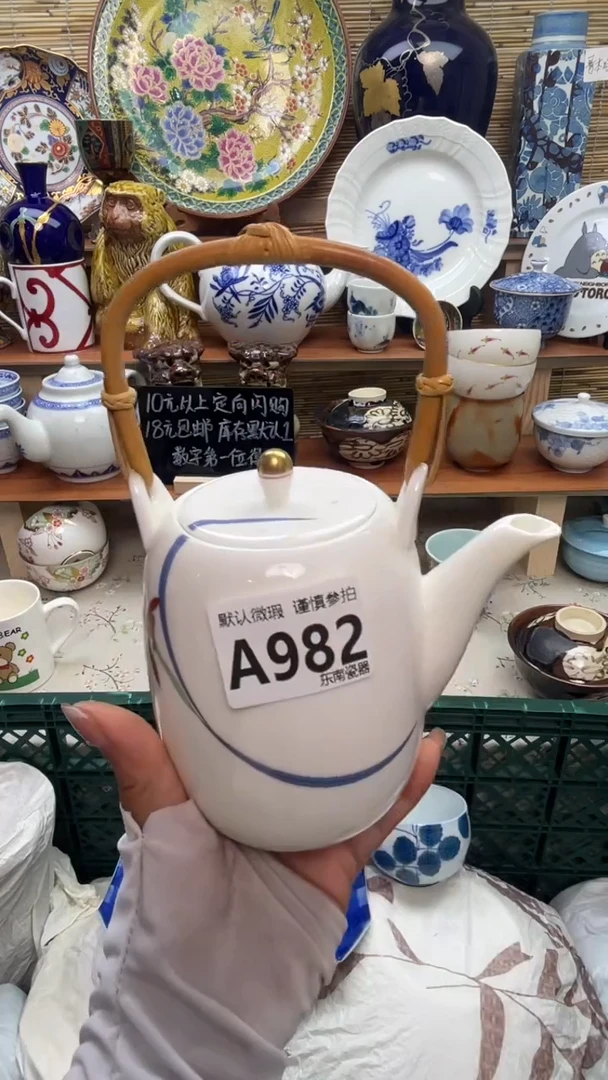 10元以上定向闪购
18元包邮 库存默认1
数字第一位
默认微瑕 谨慎参拍
A982
东南瓷器
BEAR
NEIGHBOR
TOTORO